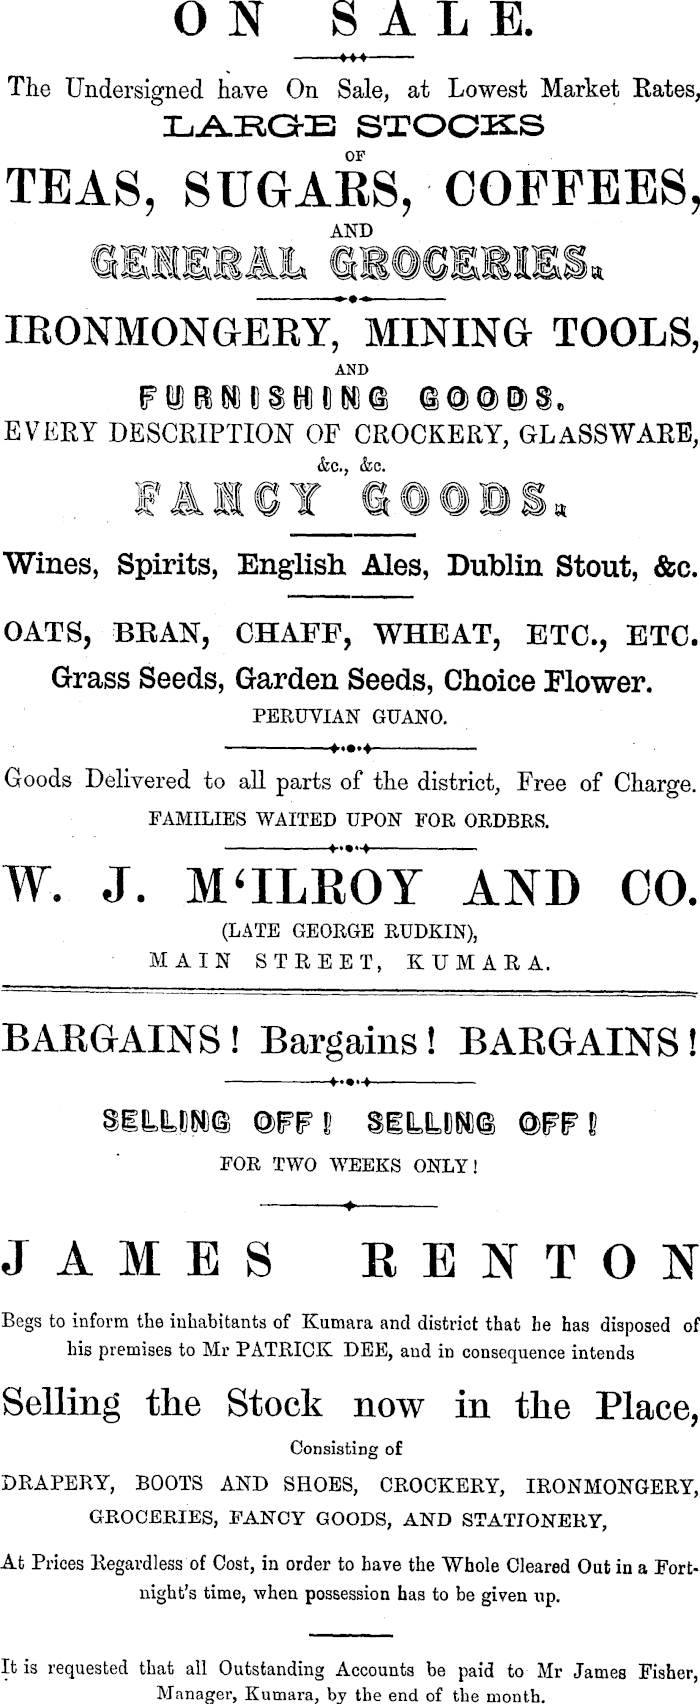 ON SALE.
The Undersigned have On Sale, at Lowest Market Rates,
LARGE STOCKS
OF
TEAS, SUGARS, COFFEES,
AND
GENERAL GROCERIES.
IRONMONGERY, MINING TOOLS,
AND
FURNISHING GOODS.
EVERY DESCRIPTION OF CROCKERY, GLASSWARE,
&c., &c.
FANCY GOODS.
Wines, Spirits, English Ales, Dublin Stout, &c.
OATS, BRAN, CHAFF, WHEAT, ETC., ETC.
Grass Seeds, Garden Seeds, Choice Flower.
PERUVIAN GUANO.
Goods Delivered to all parts of the district, Free of Charge.
FAMILIES WAITED UPON FOR ORDBRS.
W. J. M‘ILROY AND CO.
(LATE GEORGE RUDKIN),
MAIN STREET, KUMARA.
BARGAINS! Bargains! BARGAINS!
SELLING OFF! SELLING OFF!
FOR TWO WEEKS ONLY!
JAMES RENTON
Begs to inform the inhabitants of Kumara and district that he has disposed of
his premises to Mr PATRICK DEE, and in consequence intends
Selling the Stock now in the Place,
Consisting of
DRAPERY, BOOTS AND SHOES, CROCKERY, IRONMONGERY,
GROCERIES, FANCY GOODS, AND STATIONERY,
At Prices Regardless of Cost, in order to have the Whole Cleared Out in a Fort-
night's time, when possession has to be given up.
It is requested that all Outstanding Accounts be paid to Mr James Fisher,
Manager, Kumara, by the end of the month.